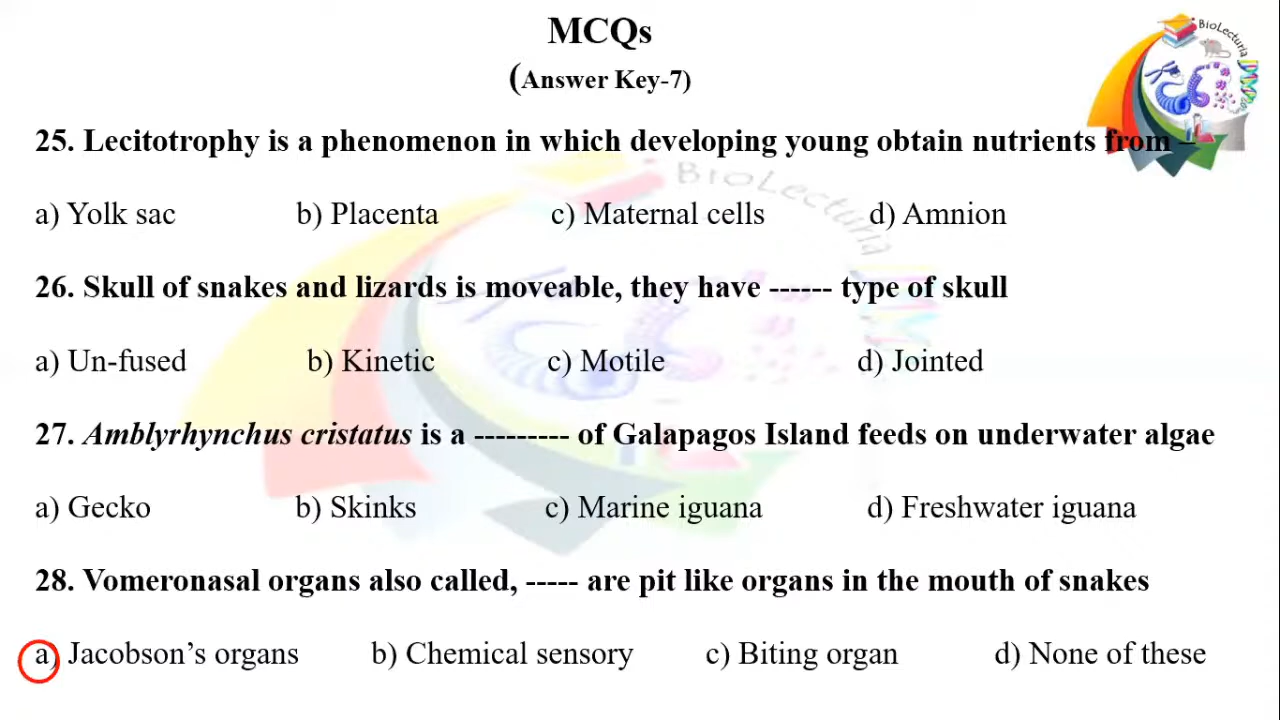 MCQs
(Answer Key-7)
BioLecturia
25. Lecitotrophy is a phenomenon in which developing young obtain nutrients from –
a) Yolk sac b) Placenta c) Maternal cells d) Amnion
BioLecturia
26. Skull of snakes and lizards is moveable, they have ------ type of skull
a) Un-fused b) Kinetic c) Motile d) Jointed
27. Amblyrhynchus cristatus is a --------- of Galapagos Island feeds on underwater algae
a) Gecko b) Skinks c) Marine iguana d) Freshwater iguana
28. Vomeronasal organs also called, ----- are pit like organs in the mouth of snakes
a) Jacobson’s organs b) Chemical sensory c) Biting organ d) None of these